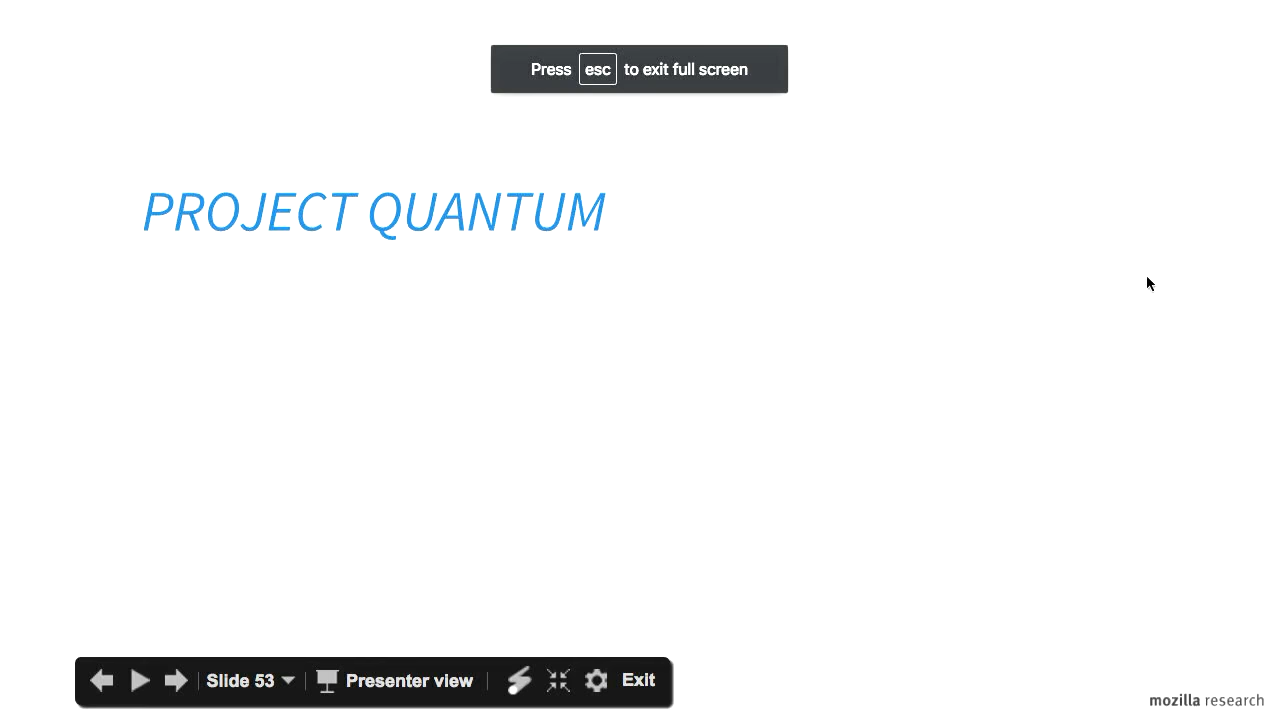 Press esc to exit full screen
PROJECT QUANTUM
Slide 53 Presenter view Exit
mozilla research